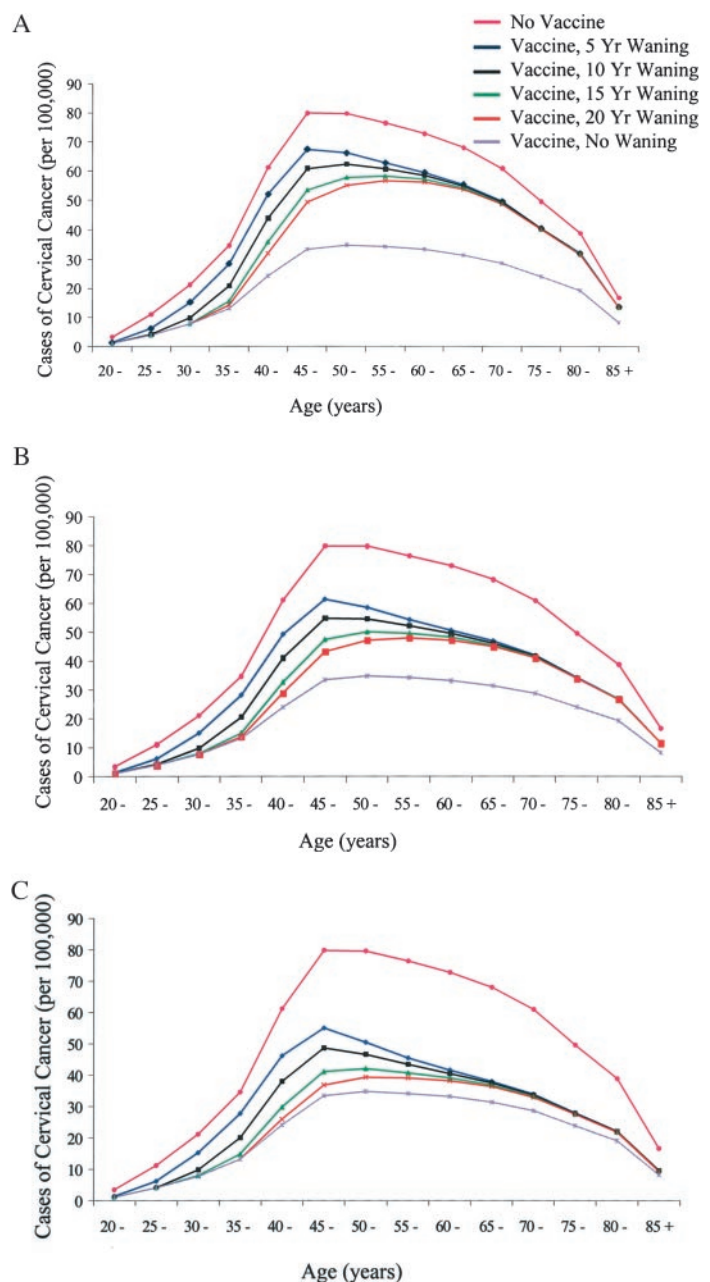 A
No Vaccine
Vaccine, 5 Yr Waning
Vaccine, 10 Yr Waning
Vaccine, 15 Yr Waning
Vaccine, 20 Yr Waning
Vaccine, No Waning
Cases of Cervical Cancer (per 100,000)
90
80
70
60
50
40
30
20
10
0
20 - 25 - 30 - 35 - 40 - 45 - 50 - 55 - 60 - 65 - 70 - 75 - 80 - 85 +
Age (years)
B
Cases of Cervical Cancer (per 100,000)
90
80
70
60
50
40
30
20
10
0
20 - 25 - 30 - 35 - 40 - 45 - 50 - 55 - 60 - 65 - 70 - 75 - 80 - 85 +
Age (years)
C
Cases of Cervical Cancer (per 100,000)
90
80
70
60
50
40
30
20
10
0
20 - 25 - 30 - 35 - 40 - 45 - 50 - 55 - 60 - 65 - 70 - 75 - 80 - 85 +
Age (years)